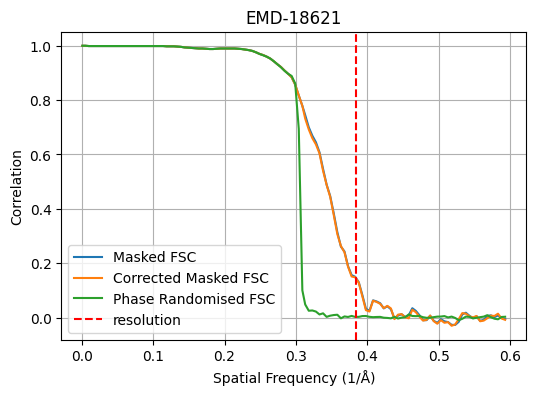 EMD-18621
Correlation
1.0
0.8
0.6
0.4
0.2
0.0
Masked FSC
Corrected Masked FSC
Phase Randomised FSC
resolution
0.0 0.1 0.2 0.3 0.4 0.5 0.6
Spatial Frequency (1/Å)